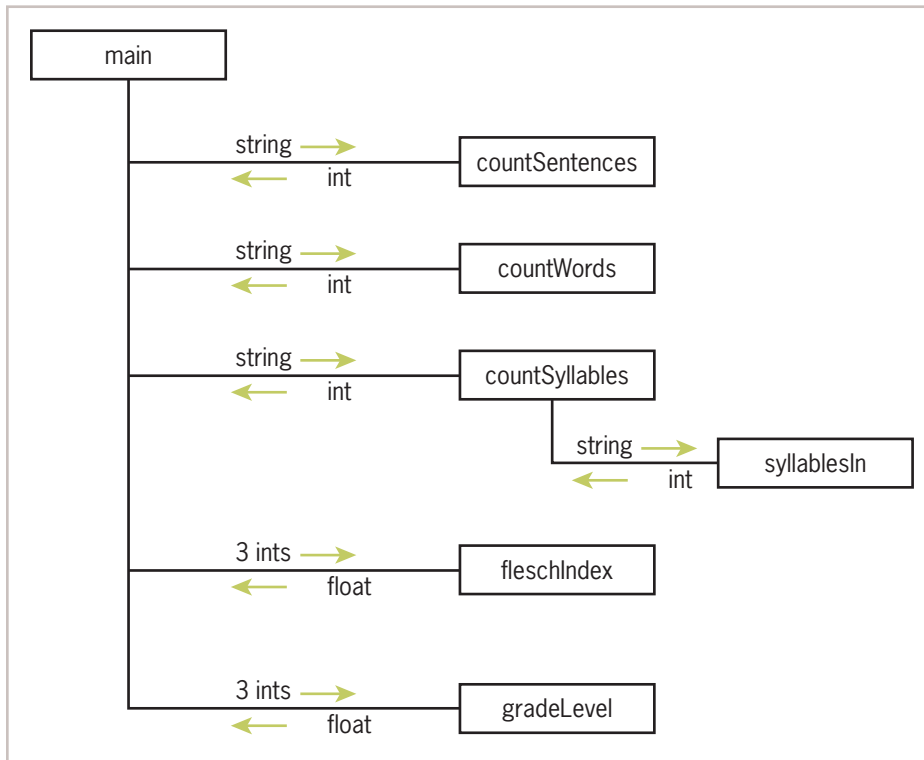 main
string
countSentences
int
string
countWords
int
string
countSyllables
int
string
syllablesIn
int
3 ints
fleschIndex
float
3 ints
gradeLevel
float